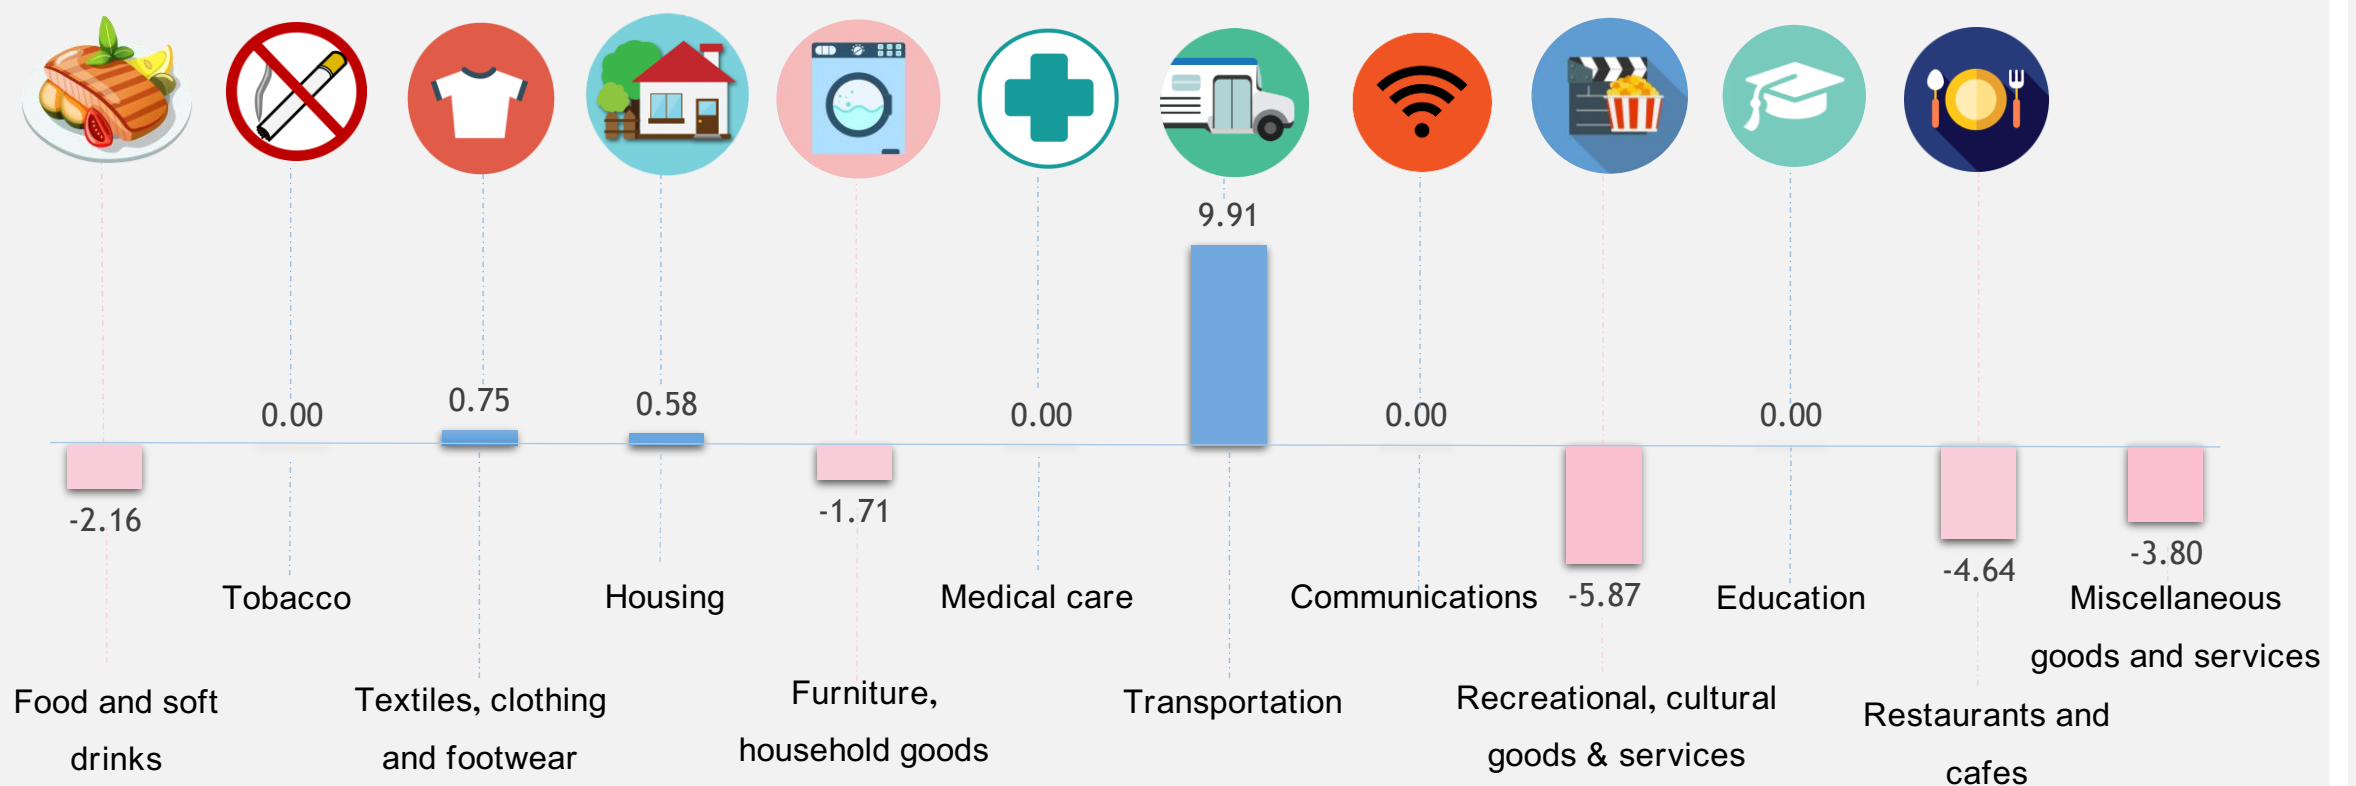 9.91
0.00
0.75
0.58
0.00
0.00
0.00
-2.16
-1.71
-5.87
-4.64
-3.80
Tobacco
Housing
Medical care
Communications
Education
Miscellaneous
goods and services
Food and soft
drinks
Textiles, clothing
and footwear
Furniture,
household goods
Transportation
Recreational, cultural
goods & services
Restaurants and
cafes